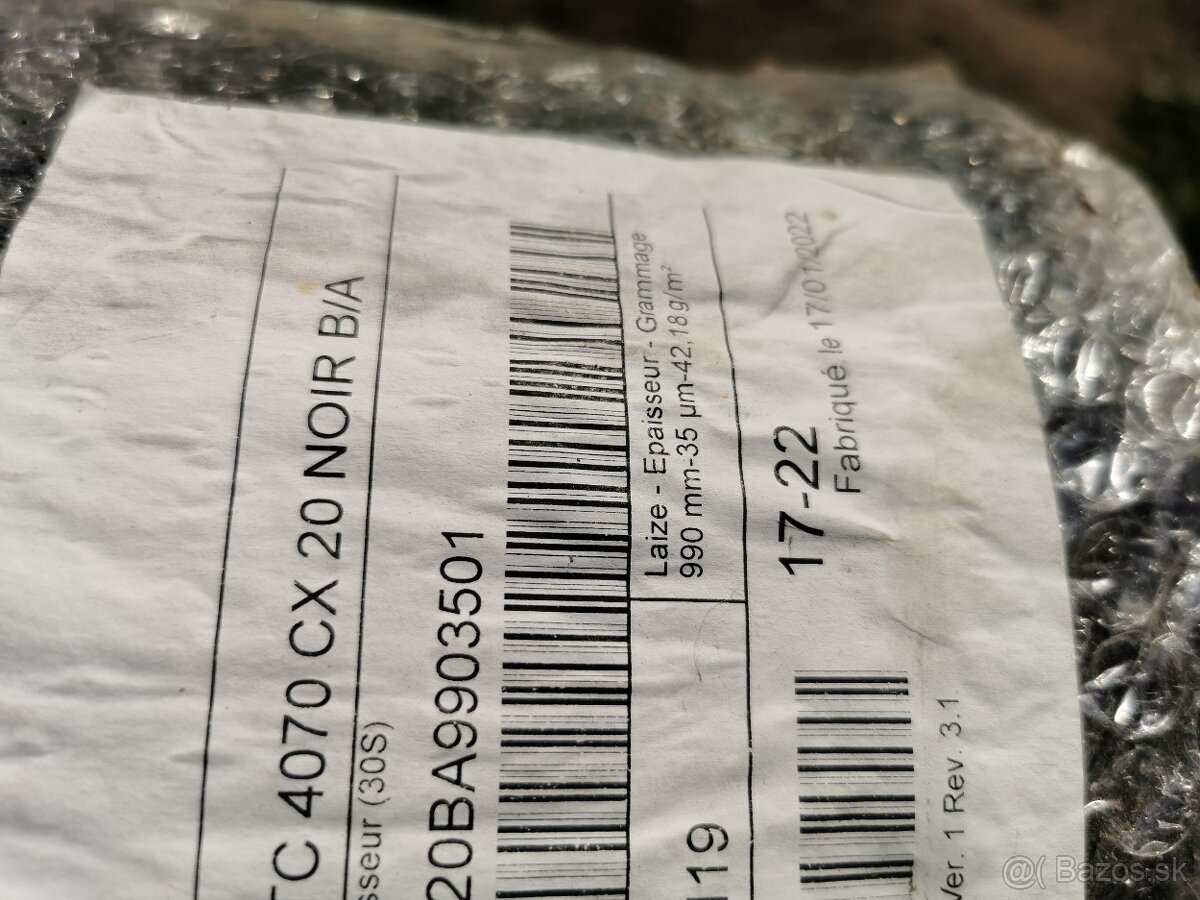 TC 4070 CX 20 NOIR B/A
sseur (30S)
20BA9903501
Laize - Epaisseur - Grammage
990 mm-35 µm-42,18 g/m²
119
17-22
Fabriqué le 17/01/2022
Ver. 1 Rev. 3.1
@( Bazos.sk